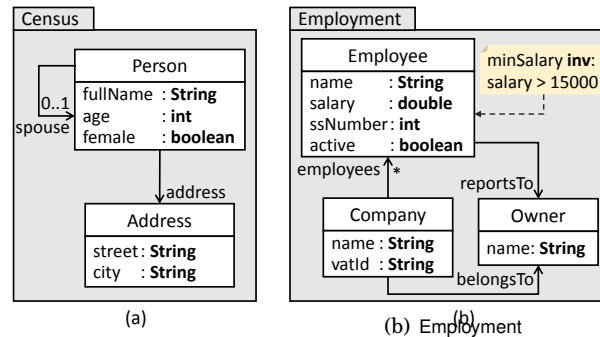 Census
Person
fullName : String
age : int
female : boolean
0..1
spouse
address
Address
street : String
city : String
(a)
Employment
Employee
name : String
salary : double
ssNumber : int
active : boolean
minSalary inv:
salary > 15000
employees
*
reportsTo
Company
name : String
vatId : String
Owner
name: String
belongsTo
(b)
(b) Employment